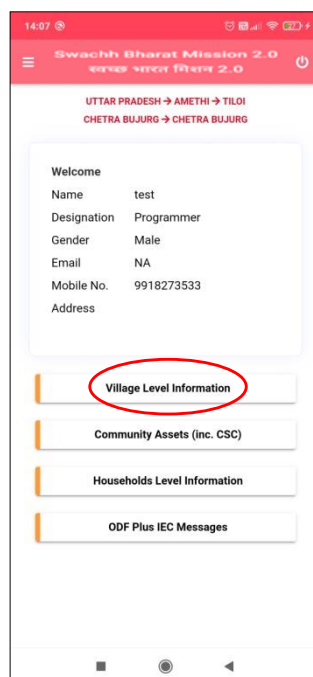 14:07
Swachh Bharat Mission 2.0
स्वच्छ भारत मिशन 2.0
UTTAR PRADESH → AMETHI → TILOI
CHETRA BUJURG → CHETRA BUJURG
Welcome
Name test
Designation Programmer
Gender Male
Email NA
Mobile No. 9918273533
Address
Village Level Information
Community Assets (inc. CSC)
Households Level Information
ODF Plus IEC Messages